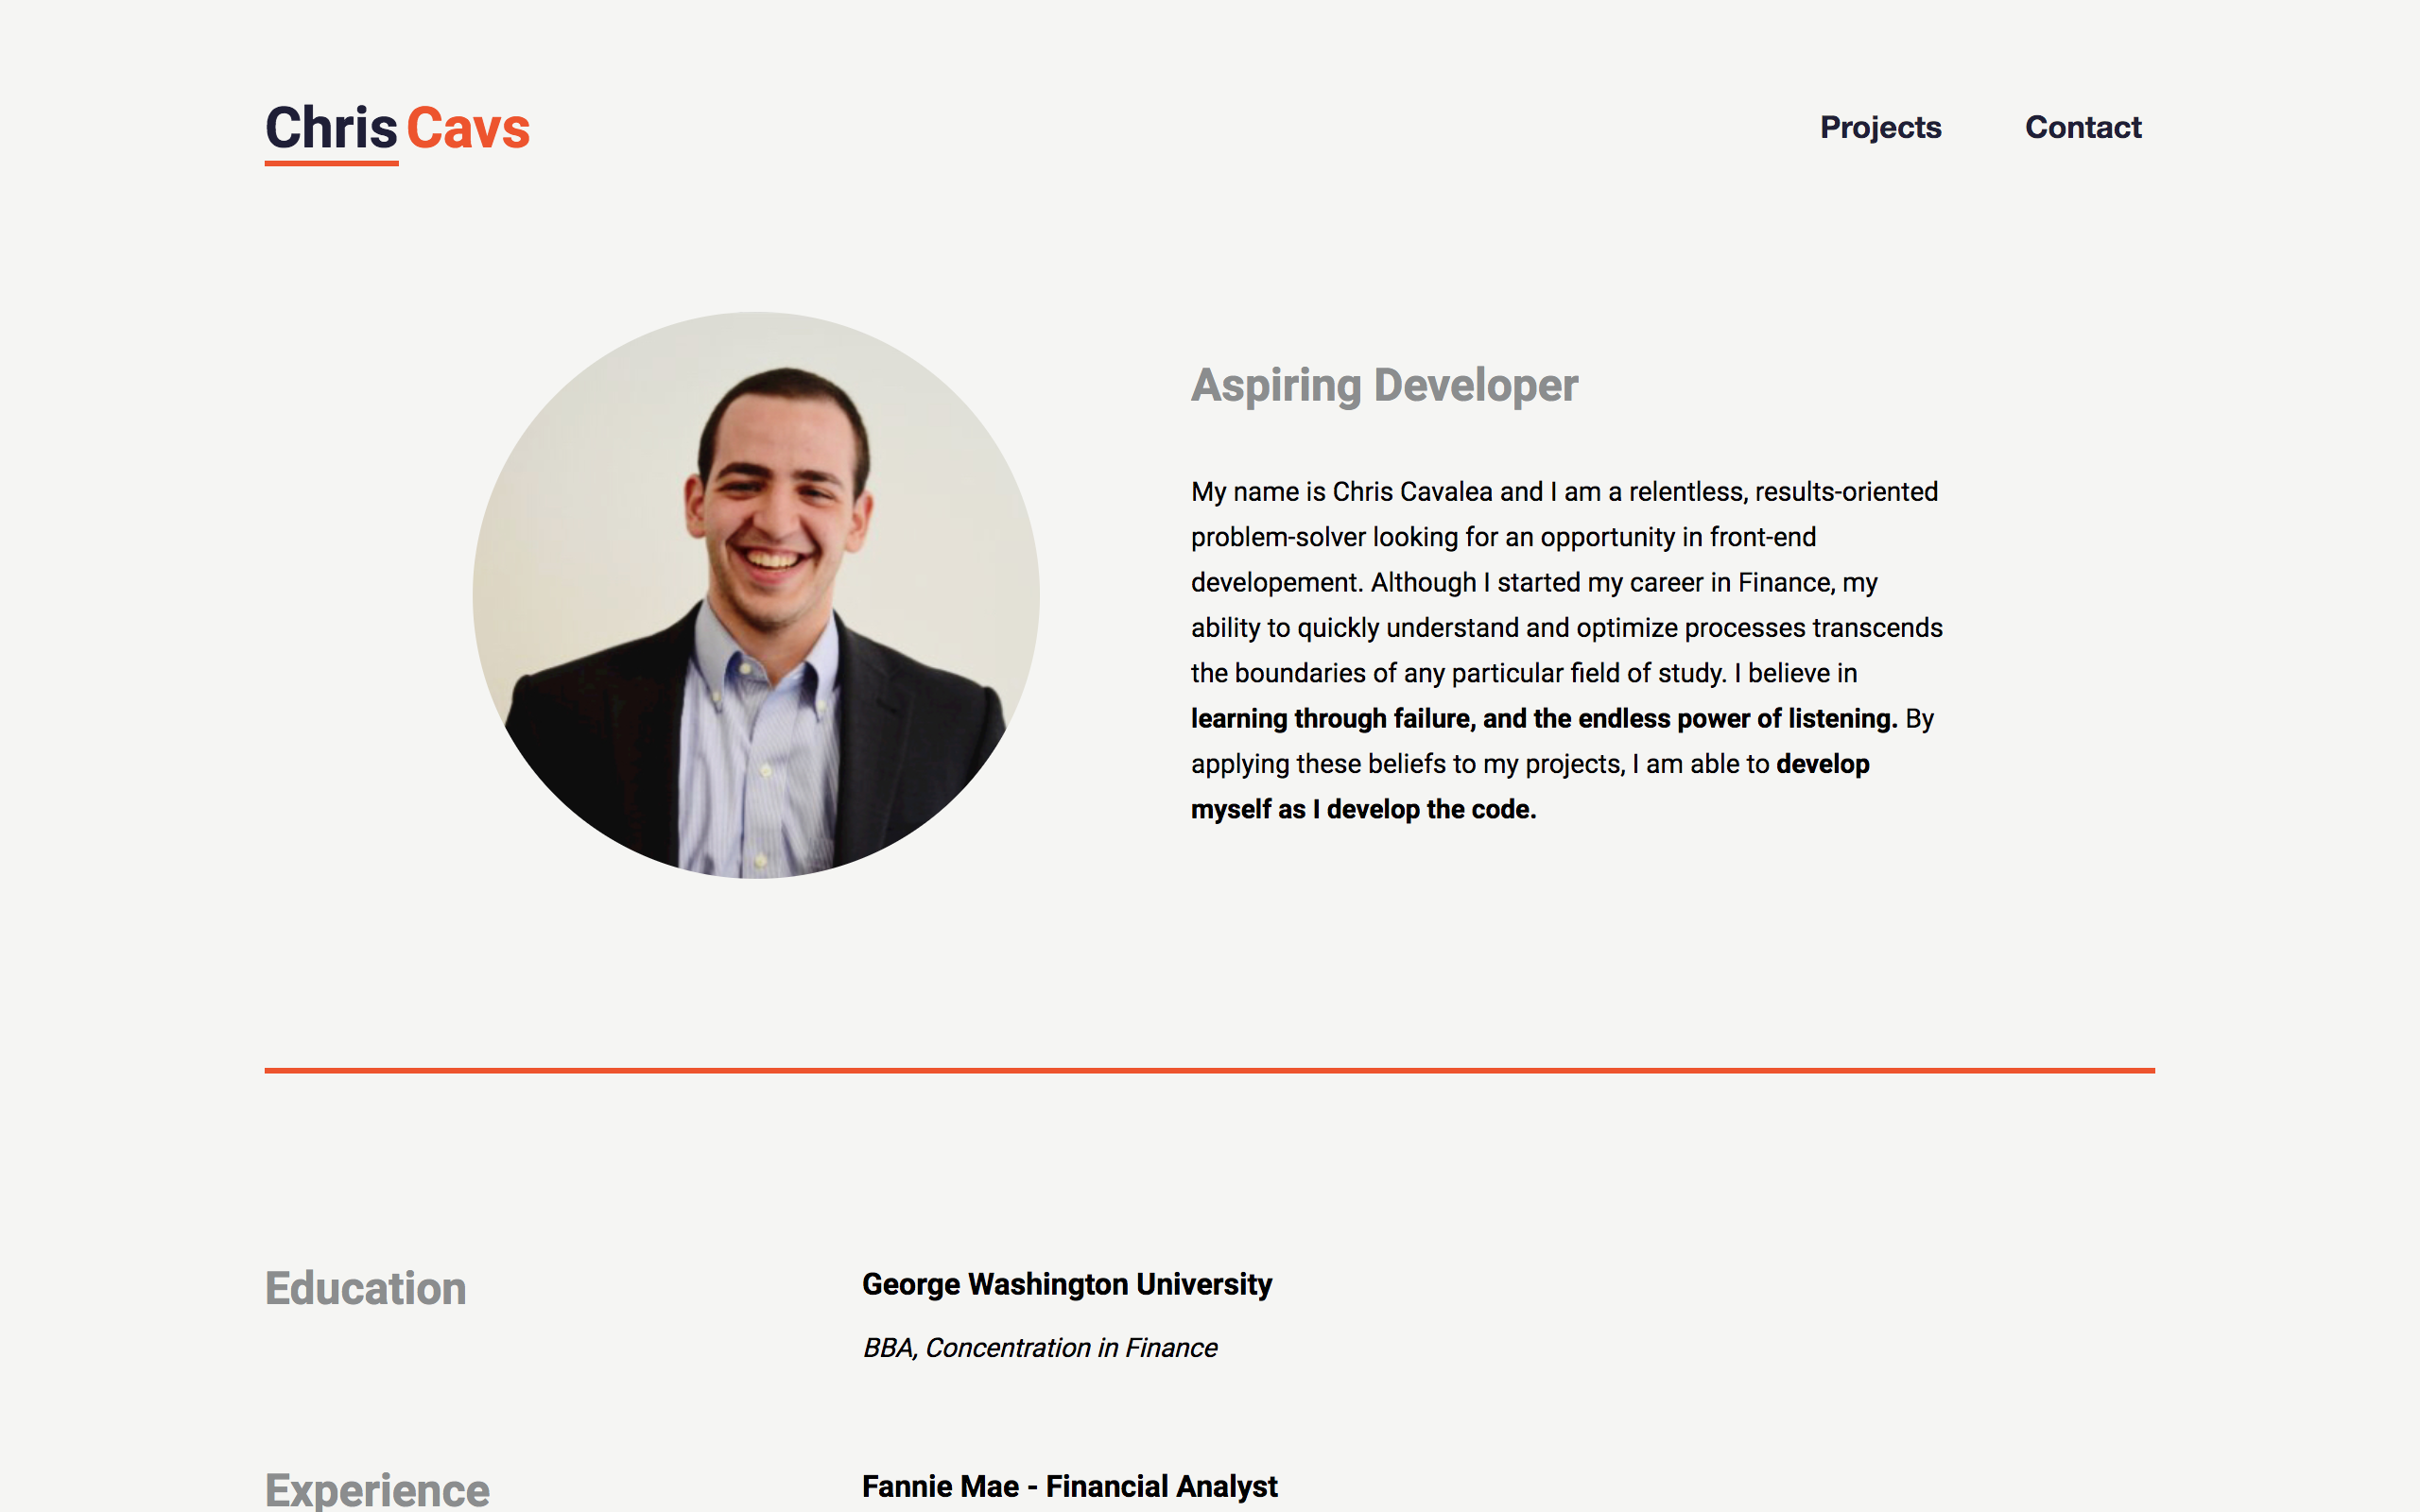 Chris Cavs
Projects
Contact
Aspiring Developer
My name is Chris Cavalea and I am a relentless, results-oriented
problem-solver looking for an opportunity in front-end
developement. Although I started my career in Finance, my
ability to quickly understand and optimize processes transcends
the boundaries of any particular field of study. I believe in
learning through failure, and the endless power of listening. By
applying these beliefs to my projects, I am able to develop
myself as I develop the code.
Education
George Washington University
BBA, Concentration in Finance
Experience
Fannie Mae - Financial Analyst